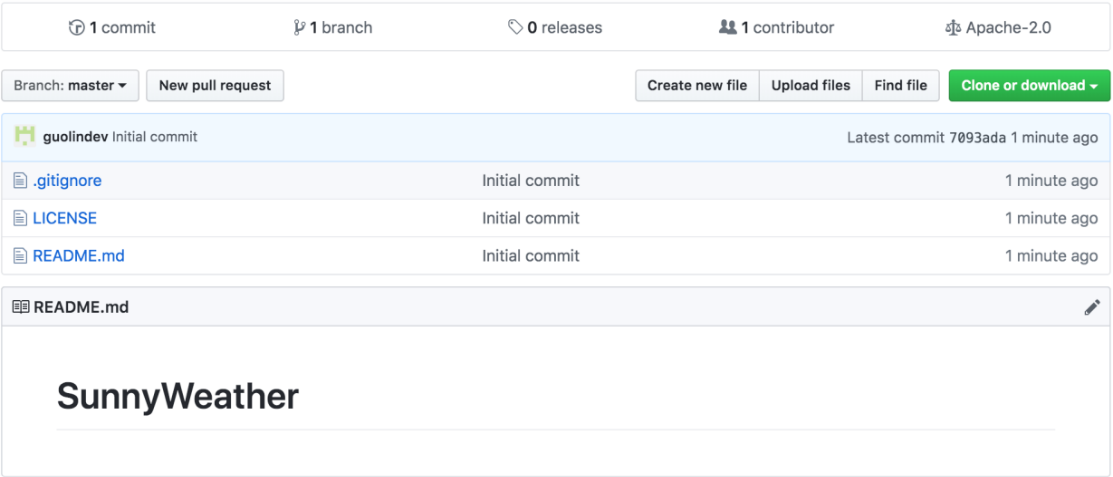 1 commit 1 branch 0 releases 1 contributor Apache-2.0
Branch: master New pull request Create new file Upload files Find file Clone or download
guolindev Initial commit Latest commit 7093ada 1 minute ago
.gitignore Initial commit 1 minute ago
LICENSE Initial commit 1 minute ago
README.md Initial commit 1 minute ago
README.md
SunnyWeather